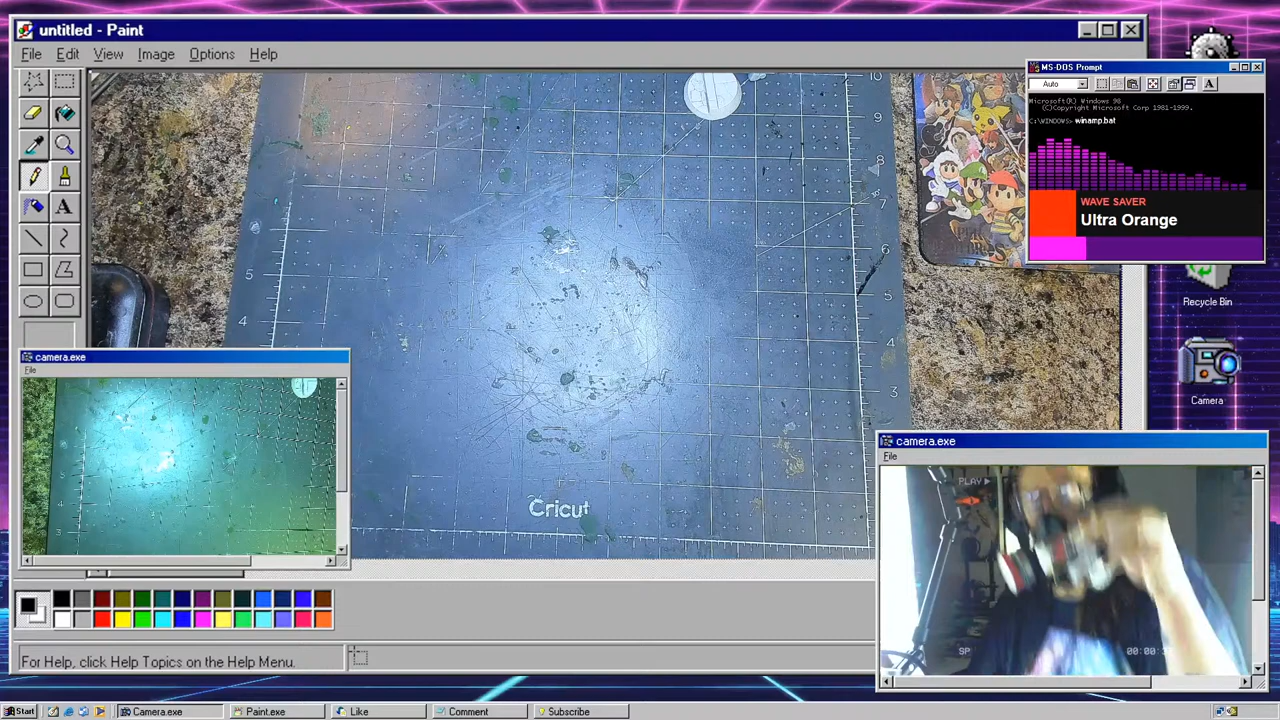 untitled - Paint
File Edit View Image Options Help
MS-DOS Prompt
Auto
Microsoft(R) Windows 98
(C)Copyright Microsoft Corp 1981-1999.
C:\WINDOWS> winamp.bat
WAVE SAVER
Ultra Orange
10
9
8
7
6
5
4
3
5
4
Cricut
Recycle Bin
Camera
camera.exe
File
5
4
3
camera.exe
File
PLAY
SP
For Help, click Help Topics on the Help Menu.
Start Camera.exe Paint.exe Like Comment Subscribe